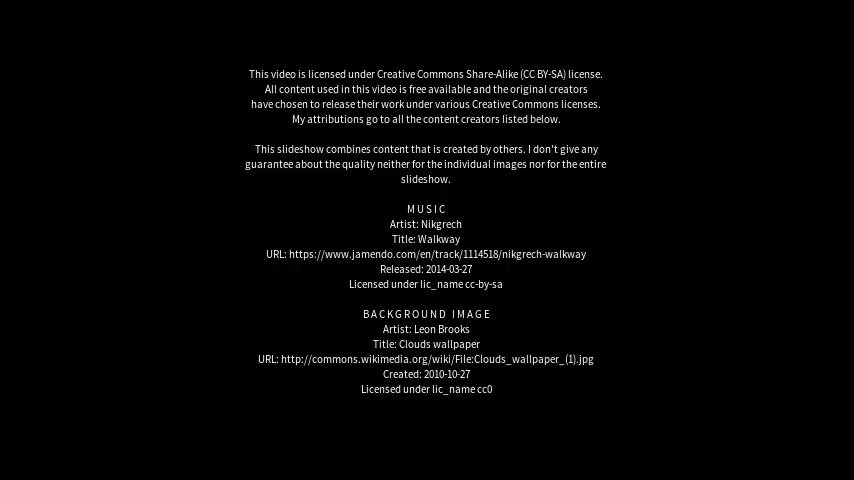 This video is licensed under Creative Commons Share-Alike (CC BY-SA) license.
All content used in this video is free available and the original creators
have chosen to release their work under various Creative Commons licenses.
My attributions go to all the content creators listed below.
This slideshow combines content that is created by others. I don't give any
guarantee about the quality neither for the individual images nor for the entire
slideshow.
MUSIC
Artist: Nikgrech
Title: Walkway
URL: https://www.jamendo.com/en/track/1114518/nikgrech-walkway
Released: 2014-03-27
Licensed under lic_name cc-by-sa
BACKGROUND IMAGE
Artist: Leon Brooks
Title: Clouds wallpaper
URL: http://commons.wikimedia.org/wiki/File:Clouds_wallpaper_(1).jpg
Created: 2010-10-27
Licensed under lic_name cc0